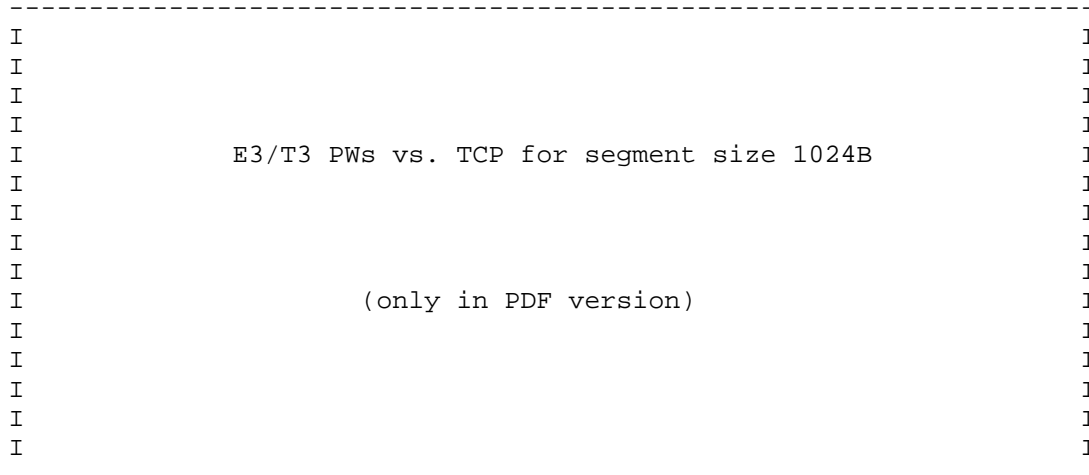 ------------------------------------------------------------------------
I                                                                      I
I                                                                      I
I                                                                      I
I                                                                      I
I              E3/T3 PWs vs. TCP for segment size 1024B                I
I                                                                      I
I                                                                      I
I                                                                      I
I                                                                      I
I                      (only in PDF version)                           I
I                                                                      I
I                                                                      I
I                                                                      I
I                                                                      I
I                                                                      I